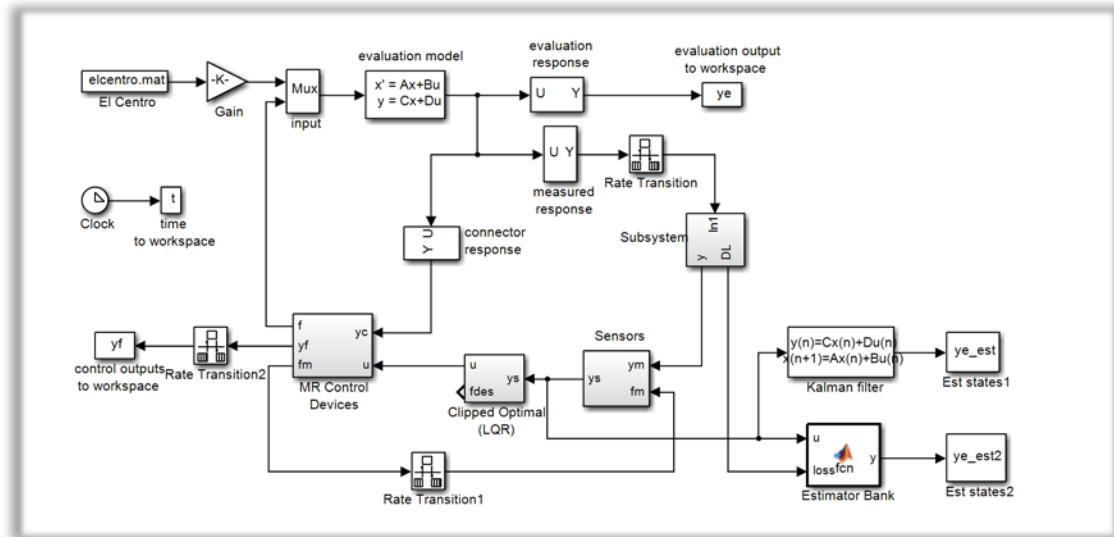 elcentro.mat
El Centro
-K-
Gain
Mux
input
evaluation model
x' = Ax+Bu
y = Cx+Du
evaluation
response
U Y
evaluation output
to workspace
ye
U Y
measured
response
Rate Transition
Clock
t
time
to workspace
Y U
connector
response
Subsystem
In1
y
DL
yf
control outputs
to workspace
Rate Transition2
f
yf
fm
yc
u
MR Control
Devices
u
fdes
ys
Clipped Optimal
(LQR)
Sensors
ys
ym
fm
Rate Transition1
y(n)=Cx(n)+Du(n)
x(n+1)=Ax(n)+Bu(n)
Kalman filter
ye_est
Est states1
u
loss
fcn
y
Estimator Bank
ye_est2
Est states2